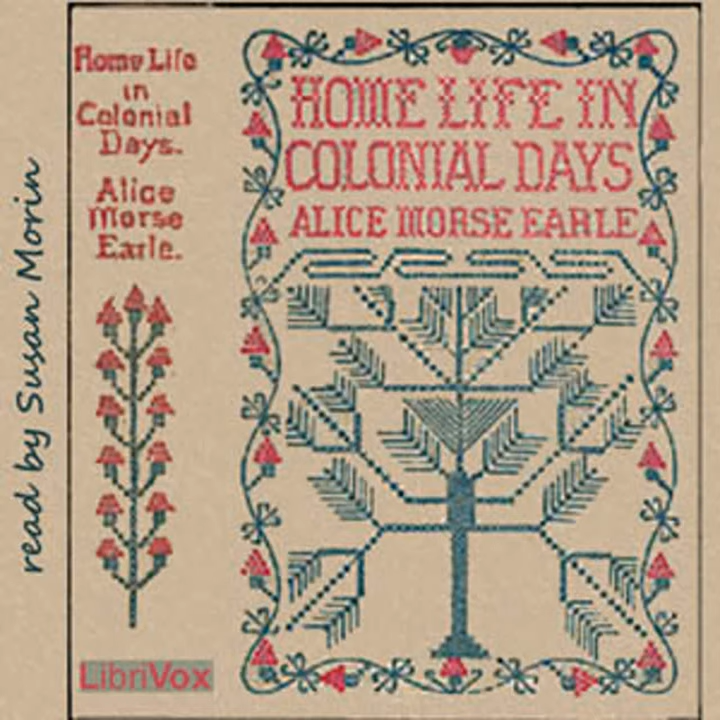 read by Susan Morin
Home Life
in
Colonial
Days.
Alice
Morse
Earle.
LibriVox
HOME LIFE IN
COLONIAL DAYS
ALICE MORSE EARLE